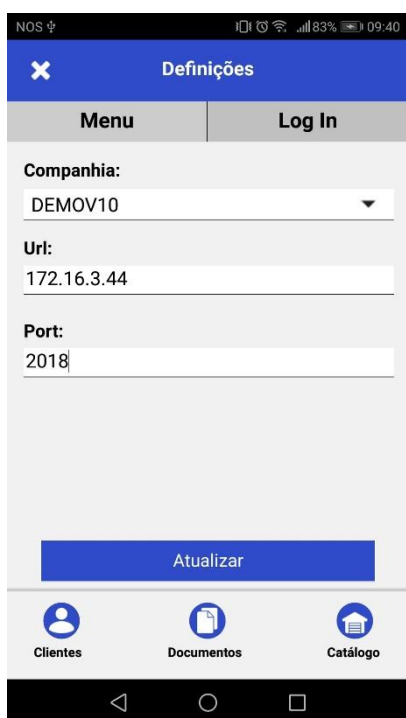 NOS 83% 09:40
Definições
Menu Log In
Companhia:
DEMOV10
Url:
172.16.3.44
Port:
2018
Atualizar
Clientes Documentos Catálogo